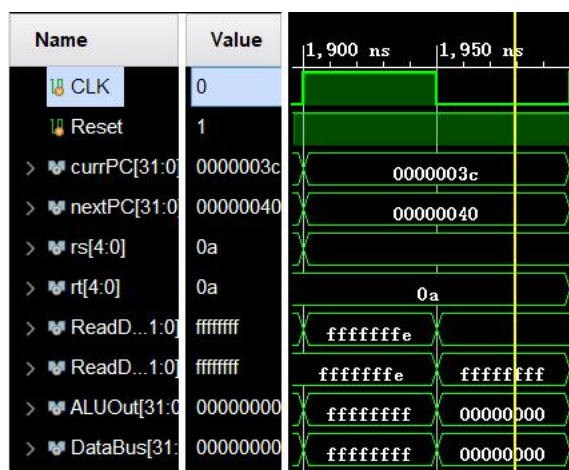 Name Value 1,900 ns 1,950 ns
CLK 0
Reset 1
currPC[31:0] 0000003c 0000003c
nextPC[31:0] 00000040 00000040
rs[4:0] 0a
rt[4:0] 0a 0a
ReadD...1:0] ffffffff fffffffe
ReadD...1:0] ffffffff fffffffe ffffffff
ALUOut[31:0 00000000 ffffffff 00000000
DataBus[31: 00000000 ffffffff 00000000